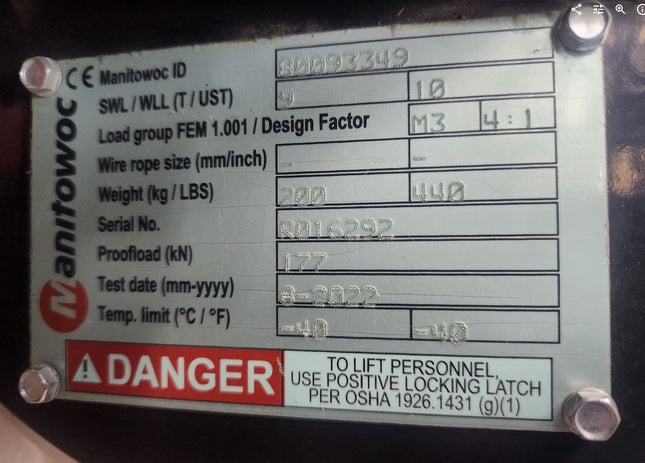 Manitowoc
CE Manitowoc ID 80093349
SWL / WLL (T / UST) 9 10
Load group FEM 1.001 / Design Factor M3 4:1
Wire rope size (mm/inch) - -
Weight (kg / LBS) 200 440
Serial No. R016292
Proofload (kN) 177
Test date (mm-yyyy) 8-2022
Temp. limit (°C / °F) -40 -40
DANGER
TO LIFT PERSONNEL,
USE POSITIVE LOCKING LATCH
PER OSHA 1926.1431 (g)(1)